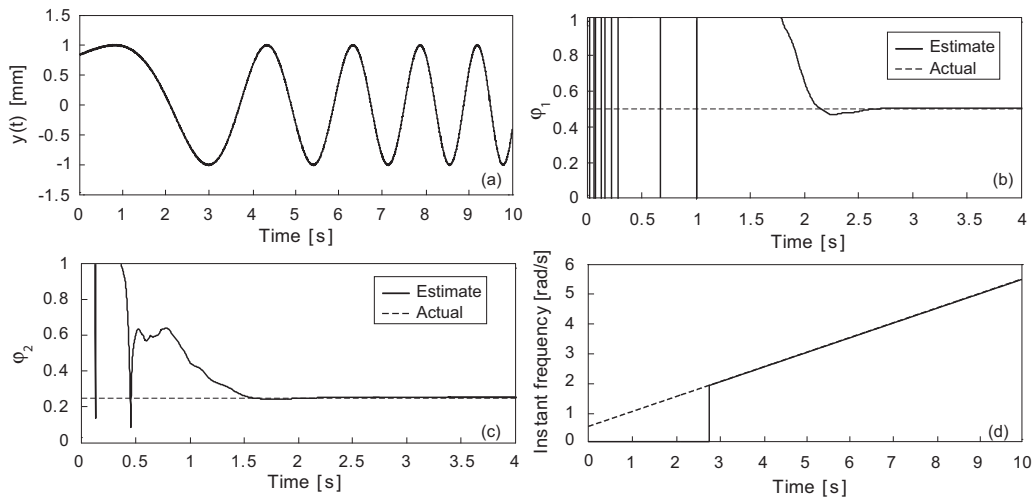 1.5
1
0.5
0
-0.5
-1
-1.5
y(t) [mm]
(a)
0 1 2 3 4 5 6 7 8 9 10
Time [s]
1
0.8
0.6
0.4
0.2
0
φ1
Estimate
Actual
(b)
0.5 1 1.5 2 2.5 3 3.5 4
Time [s]
1
0.8
0.6
0.4
0.2
0
φ2
Estimate
Actual
(c)
0 0.5 1 1.5 2 2.5 3 3.5 4
Time [s]
6
5
4
3
2
1
0
Instant frequency [rad/s]
(d)
0 1 2 3 4 5 6 7 8 9 10
Time [s]